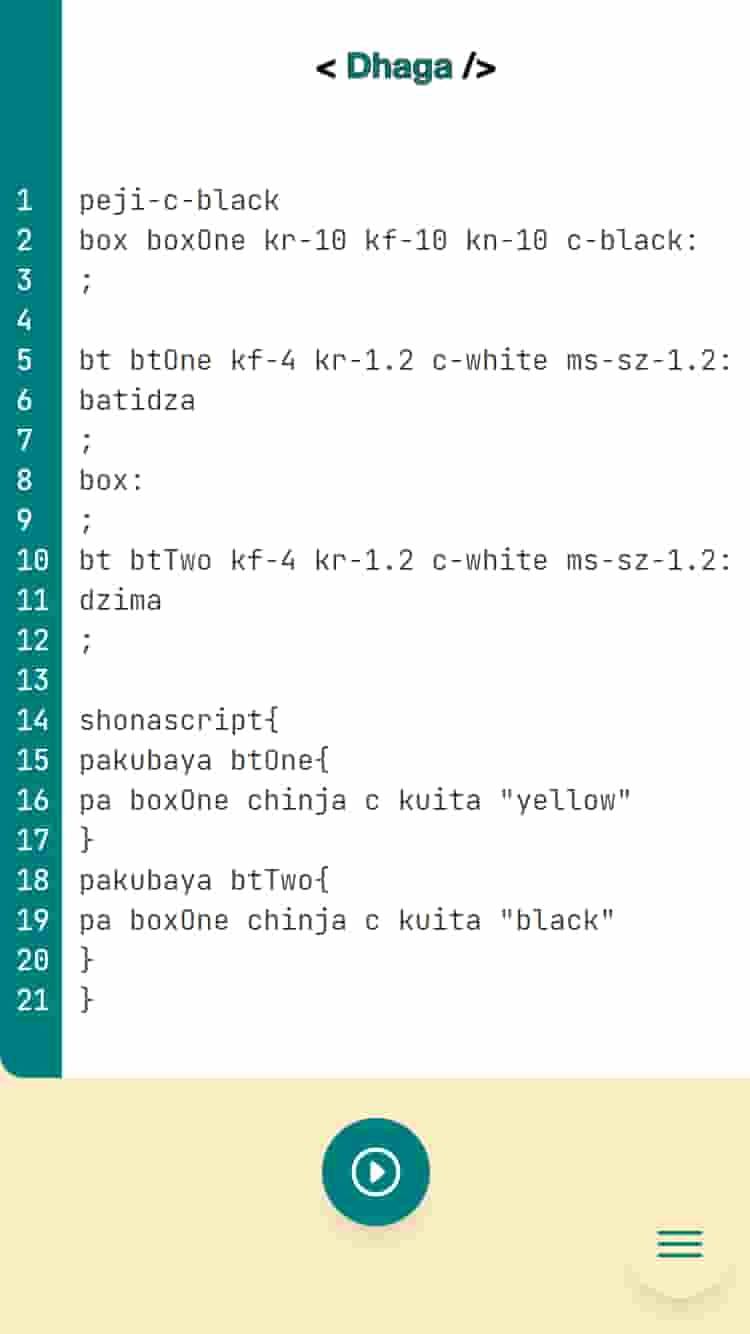 < Dhaga />
1 peji-c-black
2 box boxOne kr-10 kf-10 kn-10 c-black:
3 ;
4
5 bt btOne kf-4 kr-1.2 c-white ms-sz-1.2:
6 batidza
7 ;
8 box:
9 ;
10 bt btTwo kf-4 kr-1.2 c-white ms-sz-1.2:
11 dzima
12 ;
13
14 shonascript{
15 pakubaya btOne{
16 pa boxOne chinja c kuita "yellow"
17 }
18 pakubaya btTwo{
19 pa boxOne chinja c kuita "black"
20 }
21 }